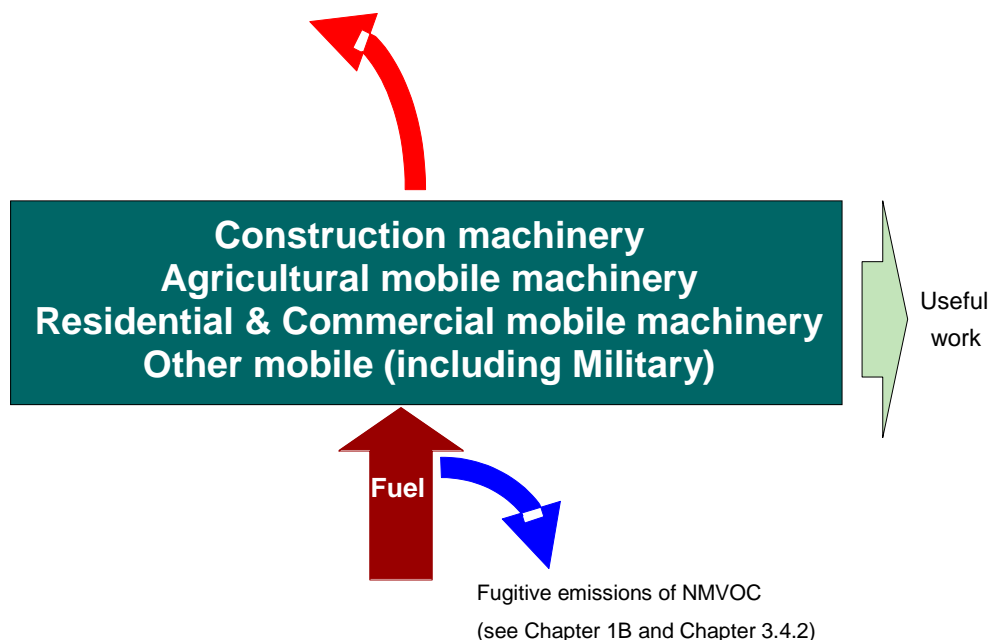 Construction machinery
Agricultural mobile machinery
Residential & Commercial mobile machinery
Other mobile (including Military)
Useful
work
Fuel
Fugitive emissions of NMVOC
(see Chapter 1B and Chapter 3.4.2)